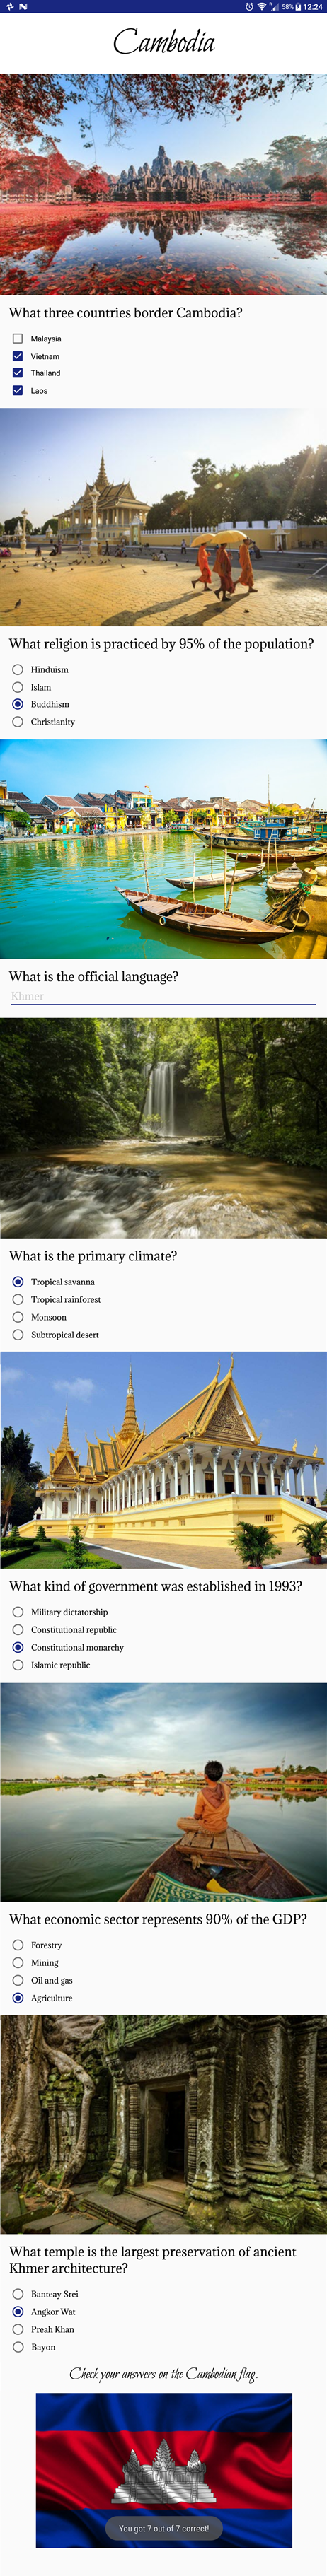 58% 12:24
Cambodia
What three countries border Cambodia?
Malaysia
Vietnam
Thailand
Laos
What religion is practiced by 95% of the population?
Hinduism
Islam
Buddhism
Christianity
What is the official language?
Khmer
What is the primary climate?
Tropical savanna
Tropical rainforest
Monsoon
Subtropical desert
What kind of government was established in 1993?
Military dictatorship
Constitutional republic
Constitutional monarchy
Islamic republic
What economic sector represents 90% of the GDP?
Forestry
Mining
Oil and gas
Agriculture
What temple is the largest preservation of ancient
Khmer architecture?
Banteay Srei
Angkor Wat
Preah Khan
Bayon
Check your answers on the Cambodian flag.
You got 7 out of 7 correct!